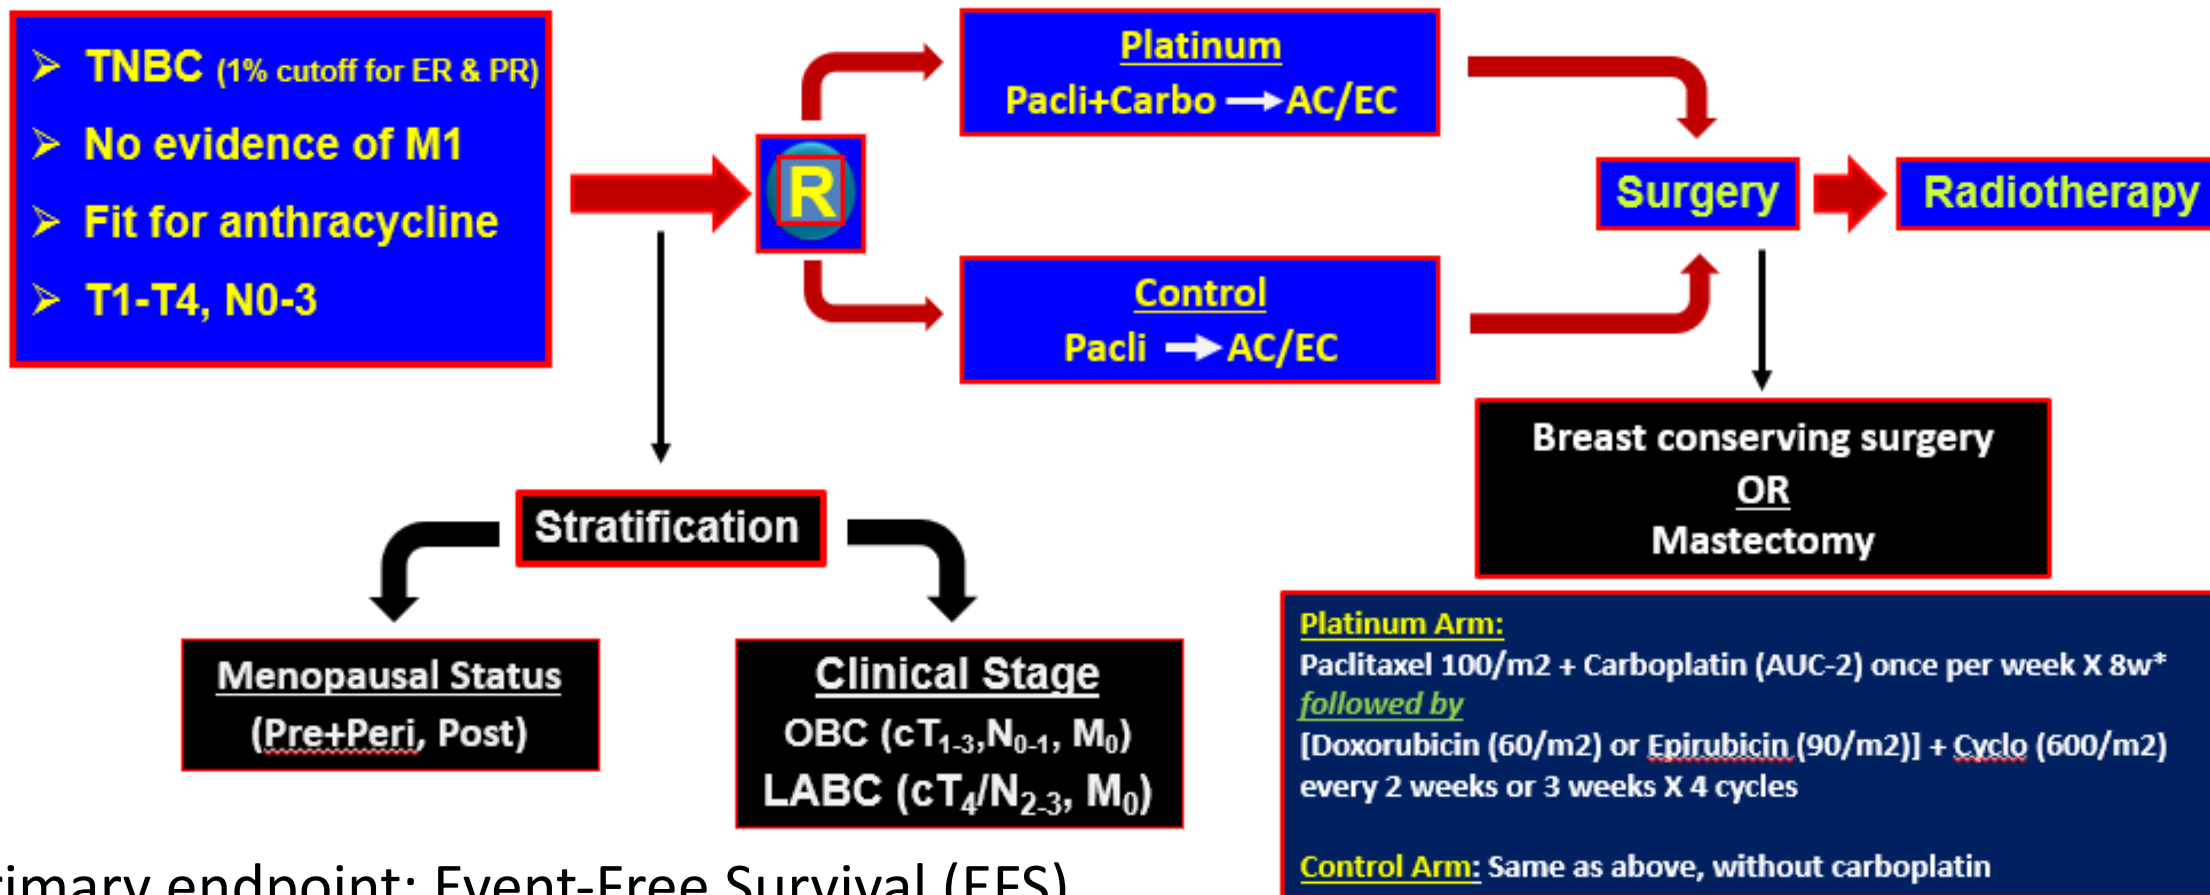 ➢ TNBC (1% cutoff for ER & PR)
➢ No evidence of M1
➢ Fit for anthracycline
➢ T1-T4, N0-3
R
Platinum
Pacli+Carbo → AC/EC
Control
Pacli → AC/EC
Surgery
Radiotherapy
Breast conserving surgery
OR
Mastectomy
Stratification
Menopausal Status
(Pre+Peri, Post)
Clinical Stage
OBC (cT1-3,N0-1, M0)
LABC (cT4/N2-3, M0)
Platinum Arm:
Paclitaxel 100/m2 + Carboplatin (AUC-2) once per week X 8w*
followed by
[Doxorubicin (60/m2) or Epirubicin (90/m2)] + Cyclo (600/m2)
every 2 weeks or 3 weeks X 4 cycles
Control Arm: Same as above, without carboplatin
rimary endpoint: Event-Free Survival (EFS)